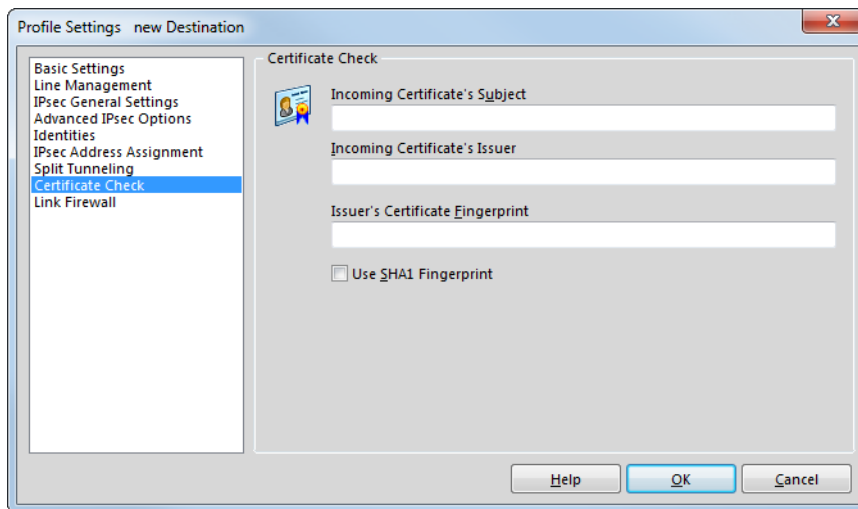 Profile Settings new Destination
x
Basic Settings
Line Management
IPsec General Settings
Advanced IPsec Options
Identities
IPsec Address Assignment
Split Tunneling
Certificate Check
Link Firewall
Certificate Check
Incoming Certificate's Subject
Incoming Certificate's Issuer
Issuer's Certificate Fingerprint
Use SHA1 Fingerprint
Help
OK
Cancel